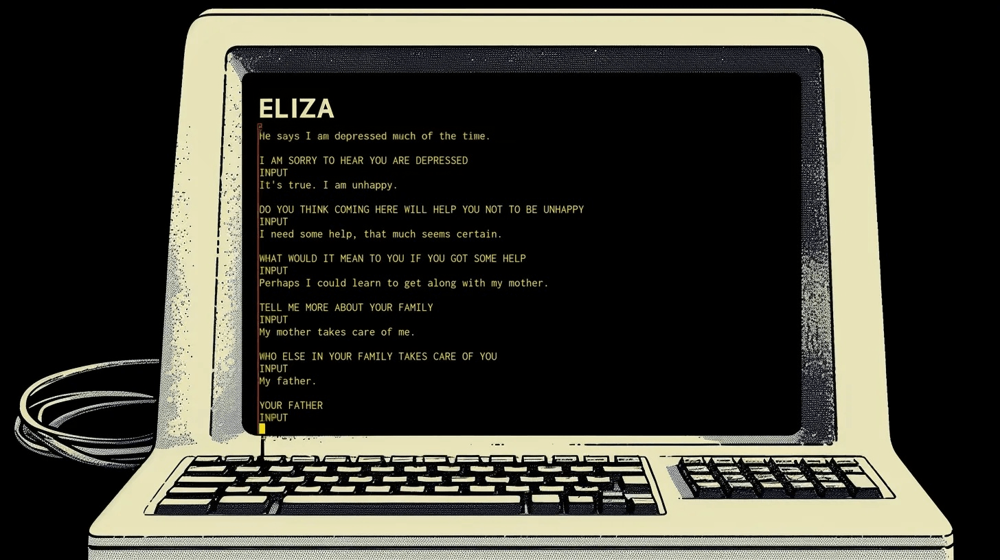 ELIZA
He says I am depressed much of the time.
I AM SORRY TO HEAR YOU ARE DEPRESSED
INPUT
It's true. I am unhappy.
DO YOU THINK COMING HERE WILL HELP YOU NOT TO BE UNHAPPY
INPUT
I need some help, that much seems certain.
WHAT WOULD IT MEAN TO YOU IF YOU GOT SOME HELP
INPUT
Perhaps I could learn to get along with my mother.
TELL ME MORE ABOUT YOUR FAMILY
INPUT
My mother takes care of me.
WHO ELSE IN YOUR FAMILY TAKES CARE OF YOU
INPUT
My father.
YOUR FATHER
INPUT